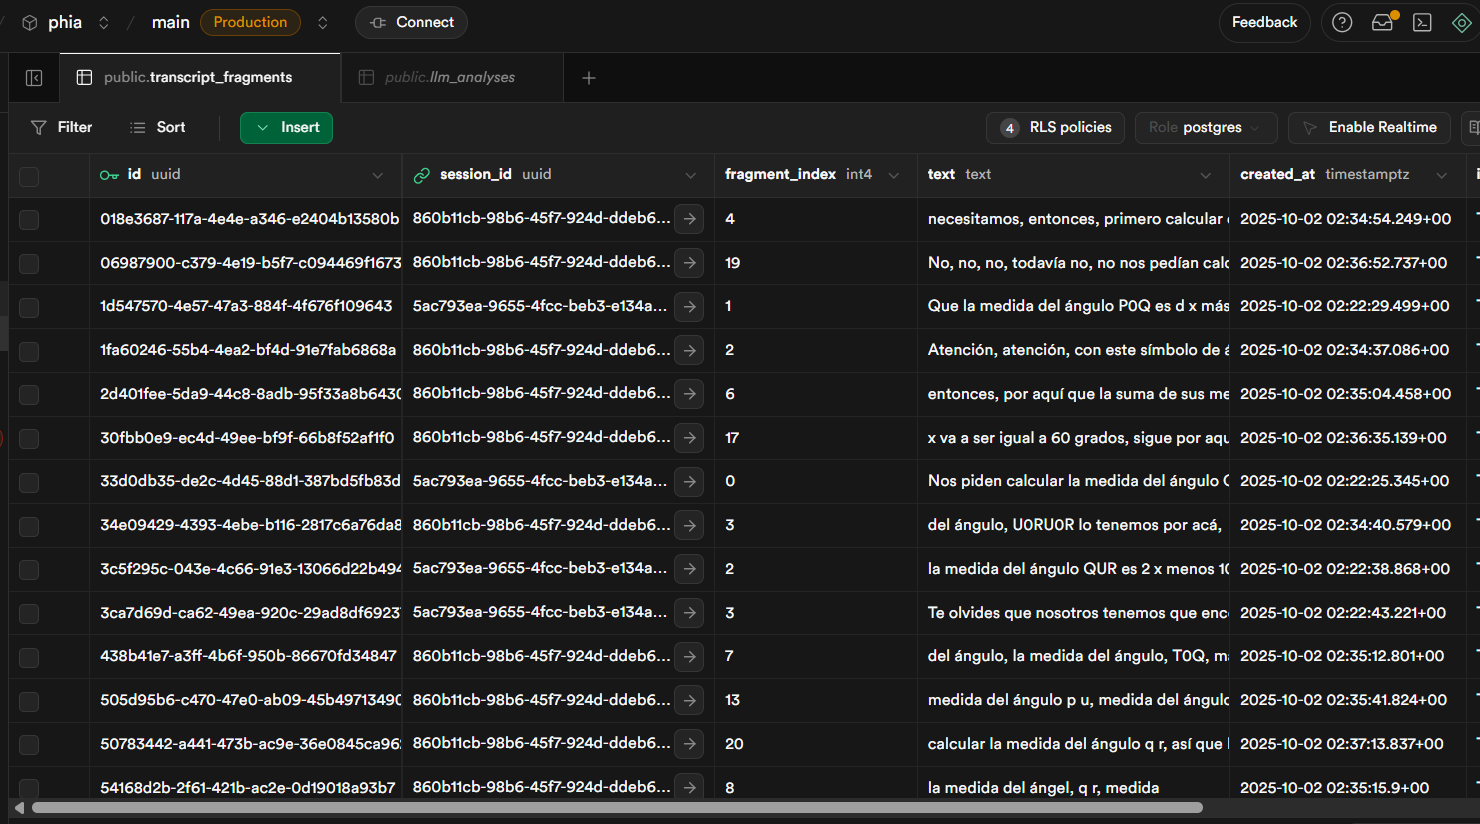 phia / main Production Connect Feedback
public.transcript_fragments public.llm_analyses
Filter Sort Insert 4 RLS policies Role postgres Enable Realtime
id uuid session_id uuid fragment_index int4 text text created_at timestamptz
018e3687-117a-4e4e-a346-e2404b13580b 860b11cb-98b6-45f7-924d-ddeb6... 4 necesitamos, entonces, primero calcular 2025-10-02 02:34:54.249+00
06987900-c379-4e19-b5f7-c094469f1673 860b11cb-98b6-45f7-924d-ddeb6... 19 No, no, no, todavía no, no nos pedían calc 2025-10-02 02:36:52.737+00
1d547570-4e57-47a3-884f-4f676f109643 5ac793ea-9655-4fcc-beb3-e134a... 1 Que la medida del ángulo P0Q es d x más 2025-10-02 02:22:29.499+00
1fa60246-55b4-4ea2-bf4d-91e7fab6868a 860b11cb-98b6-45f7-924d-ddeb6... 2 Atención, atención, con este símbolo de á 2025-10-02 02:34:37.086+00
2d401fee-5da9-44c8-8adb-95f33a8b6430 860b11cb-98b6-45f7-924d-ddeb6... 6 entonces, por aquí que la suma de sus me 2025-10-02 02:35:04.458+00
30fbb0e9-ec4d-49ee-bf9f-66b8f52af1f0 860b11cb-98b6-45f7-924d-ddeb6... 17 x va a ser igual a 60 grados, sigue por aqu 2025-10-02 02:36:35.139+00
33d0db35-de2c-4d45-88d1-387bd5fb83d 5ac793ea-9655-4fcc-beb3-e134a... 0 Nos piden calcular la medida del ángulo 2025-10-02 02:22:25.345+00
34e09429-4393-4ebe-b116-2817c6a76da8 860b11cb-98b6-45f7-924d-ddeb6... 3 del ángulo, U0RU0R lo tenemos por acá, 2025-10-02 02:34:40.579+00
3c5f295c-043e-4c66-91e3-13066d22b494 5ac793ea-9655-4fcc-beb3-e134a... 2 la medida del ángulo QUR es 2 x menos 10 2025-10-02 02:22:38.868+00
3ca7d69d-ca62-49ea-920c-29ad8df6923 5ac793ea-9655-4fcc-beb3-e134a... 3 Te olvides que nosotros tenemos que enc 2025-10-02 02:22:43.221+00
438b41e7-a3ff-4b6f-950b-86670fd34847 860b11cb-98b6-45f7-924d-ddeb6... 7 del ángulo, la medida del ángulo, T0Q, m 2025-10-02 02:35:12.801+00
505d95b6-c470-47e0-ab09-45b49713490 860b11cb-98b6-45f7-924d-ddeb6... 13 medida del ángulo p u, medida del ángulo 2025-10-02 02:35:41.824+00
50783442-a441-473b-ac9e-36e0845ca96 860b11cb-98b6-45f7-924d-ddeb6... 20 calcular la medida del ángulo q r, así que 2025-10-02 02:37:13.837+00
54168d2b-2f61-421b-ac2e-0d19018a93b7 860b11cb-98b6-45f7-924d-ddeb6... 8 la medida del ángel, q r, medida 2025-10-02 02:35:15.9+00